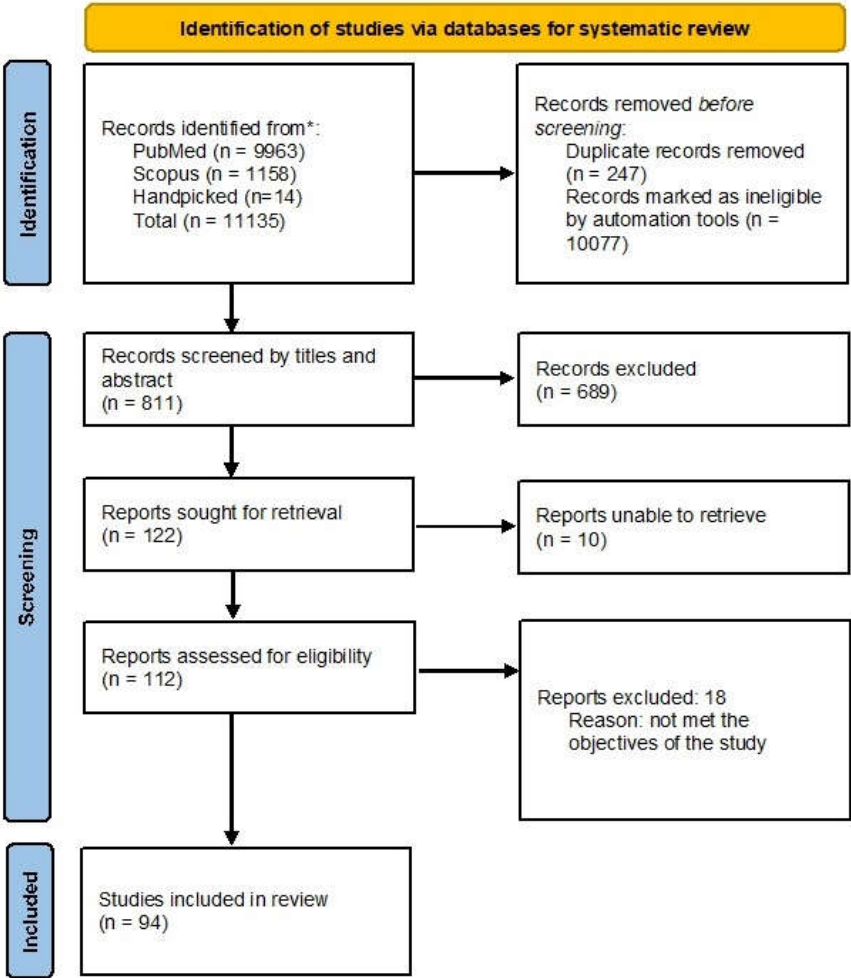 Identification of studies via databases for systematic review
Identification
Records identified from*:
PubMed (n = 9963)
Scopus (n = 1158)
Handpicked (n=14)
Total (n = 11135)
Records removed before
screening:
Duplicate records removed
(n = 247)
Records marked as ineligible
by automation tools (n =
10077)
Screening
Records screened by titles and
abstract
(n = 811)
Records excluded
(n = 689)
Reports sought for retrieval
(n = 122)
Reports unable to retrieve
(n = 10)
Reports assessed for eligibility
(n = 112)
Reports excluded: 18
Reason: not met the
objectives of the study
Included
Studies included in review
(n = 94)